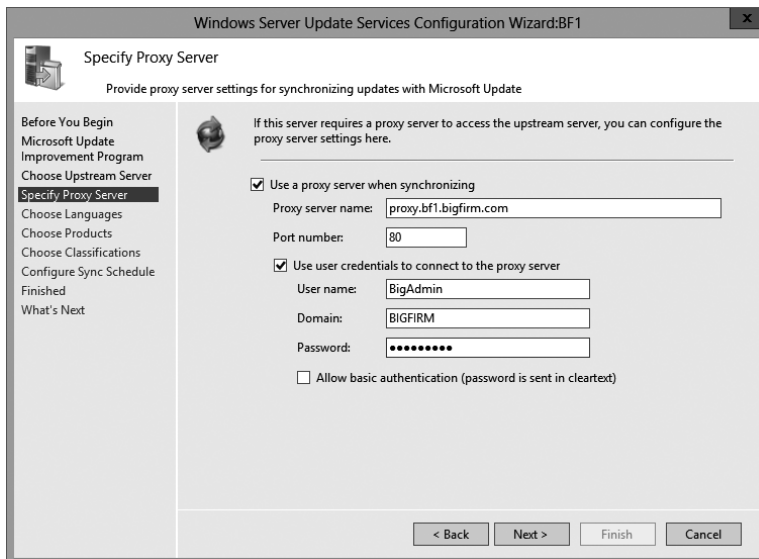 Windows Server Update Services Configuration Wizard:BF1
x
Specify Proxy Server
Provide proxy server settings for synchronizing updates with Microsoft Update
Before You Begin
Microsoft Update
Improvement Program
Choose Upstream Server
Specify Proxy Server
Choose Languages
Choose Products
Choose Classifications
Configure Sync Schedule
Finished
What's Next
If this server requires a proxy server to access the upstream server, you can configure the
proxy server settings here.
Use a proxy server when synchronizing
Proxy server name: proxy.bf1.bigfirm.com
Port number: 80
Use user credentials to connect to the proxy server
User name: BigAdmin
Domain: BIGFIRM
Password: •••••••••
Allow basic authentication (password is sent in cleartext)
< Back Next > Finish Cancel